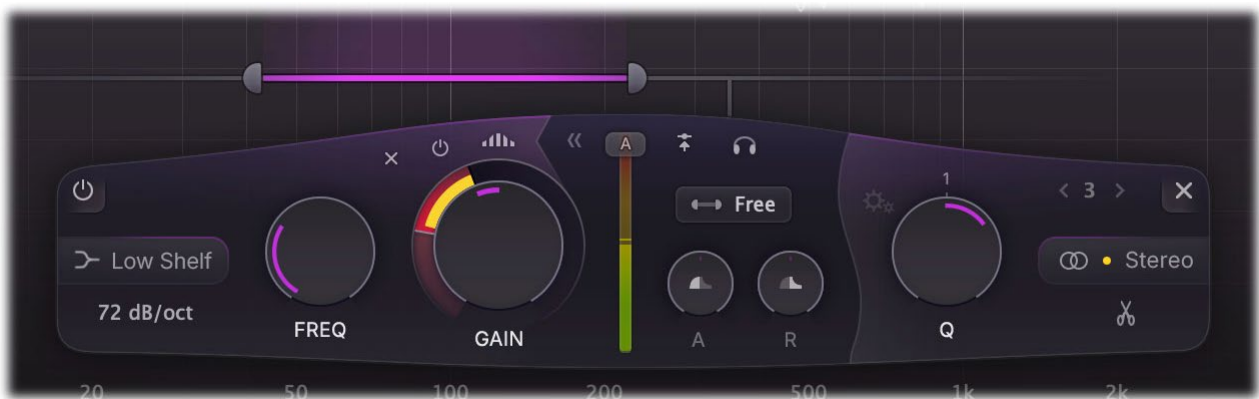 A
1
< 3 >
Free
Low Shelf
Stereo
72 dB/oct
FREQ
GAIN
A
R
Q
20
50
100
200
500
1k
2k